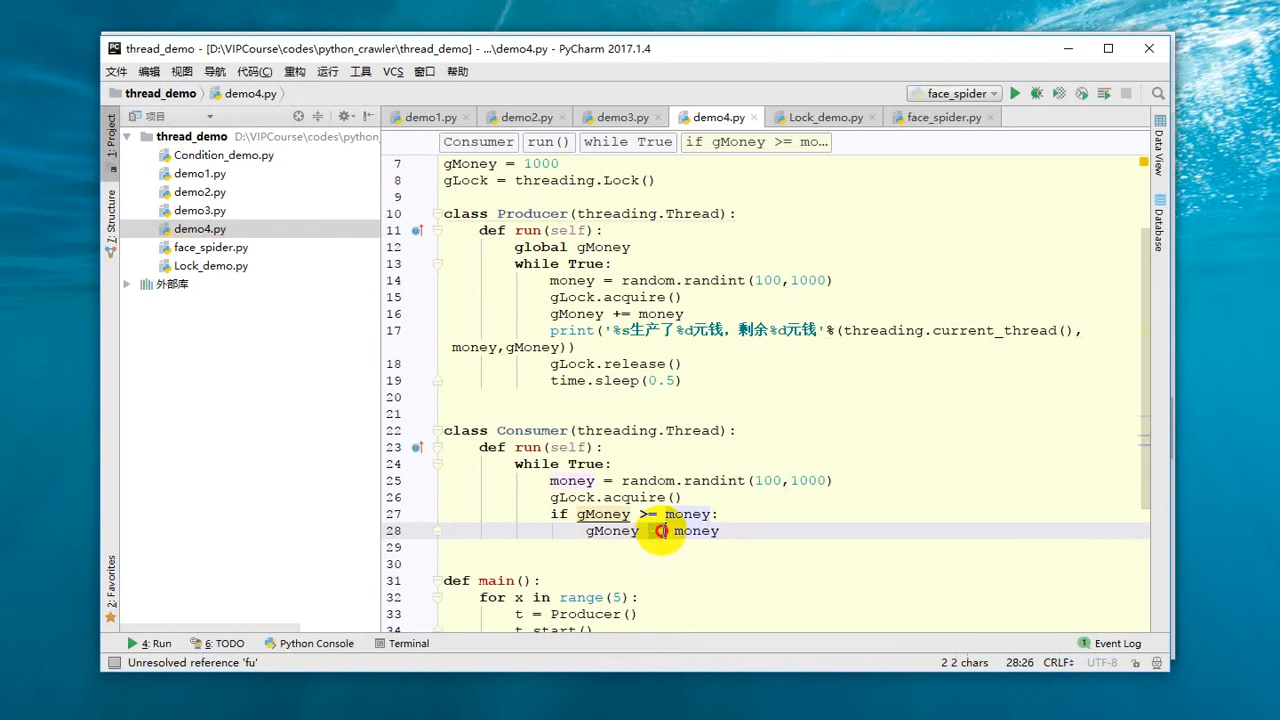 thread_demo - [D:\VIPCourse\codes\python_crawler\thread_demo] - ...\demo4.py - PyCharm 2017.1.4
文件 编辑 视图 导航 代码(C) 重构 运行 工具 VCS 窗口 帮助
thread_demo demo4.py face_spider
1: Project
7: Structure
2: Favorites
项目
thread_demo D:\VIPCourse\codes\python_
Condition_demo.py
demo1.py
demo2.py
demo3.py
demo4.py
face_spider.py
Lock_demo.py
外部库
demo1.py demo2.py demo3.py demo4.py Lock_demo.py face_spider.py
Consumer run() while True if gMoney >= mo...
7 gMoney = 1000
8 gLock = threading.Lock()
9
10 class Producer(threading.Thread):
11 def run(self):
12 global gMoney
13 while True:
14 money = random.randint(100,1000)
15 gLock.acquire()
16 gMoney += money
17 print('%s生产了%d元钱，剩余%d元钱'%(threading.current_thread(),
money,gMoney))
18 gLock.release()
19 time.sleep(0.5)
20
21
22 class Consumer(threading.Thread):
23 def run(self):
24 while True:
25 money = random.randint(100,1000)
26 gLock.acquire()
27 if gMoney >= money:
28 gMoney money
29
30
31 def main():
32 for x in range(5):
33 t = Producer()
34 t.start()
Data View
Database
4: Run 6: TODO Python Console Terminal 1 Event Log
Unresolved reference 'fu' 2 2 chars 28:26 CRLF UTF-8